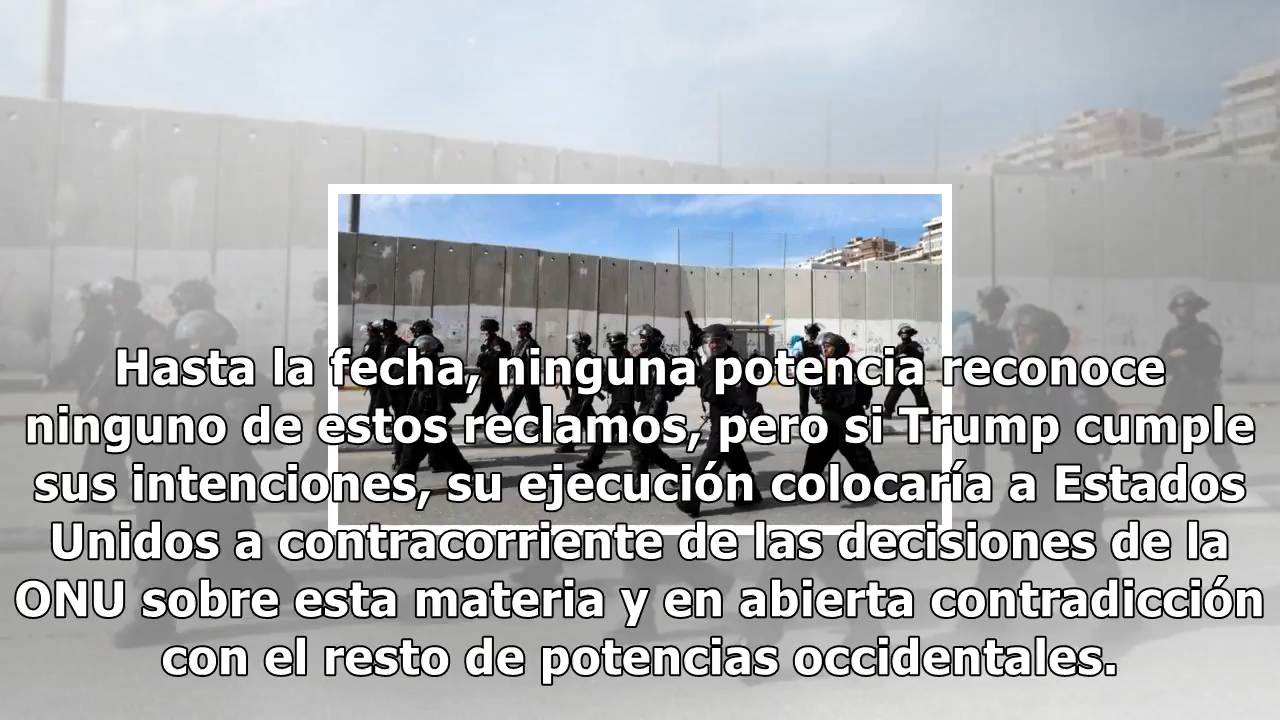 Hasta la fecha, ninguna potencia reconoce
ninguno de estos reclamos, pero si Trump cumple
sus intenciones, su ejecución colocaría a Estados
Unidos a contracorriente de las decisiones de la
ONU sobre esta materia y en abierta contradicción
con el resto de potencias occidentales.